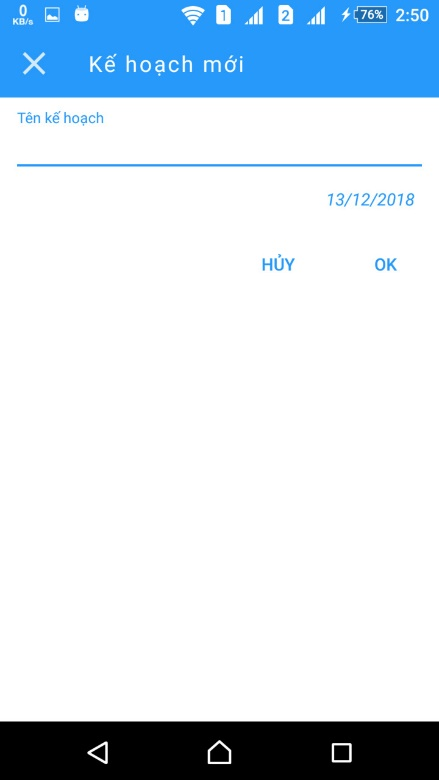 0
KB/s
1
2
76%
2:50
Kế hoạch mới
Tên kế hoạch
13/12/2018
HỦY
OK